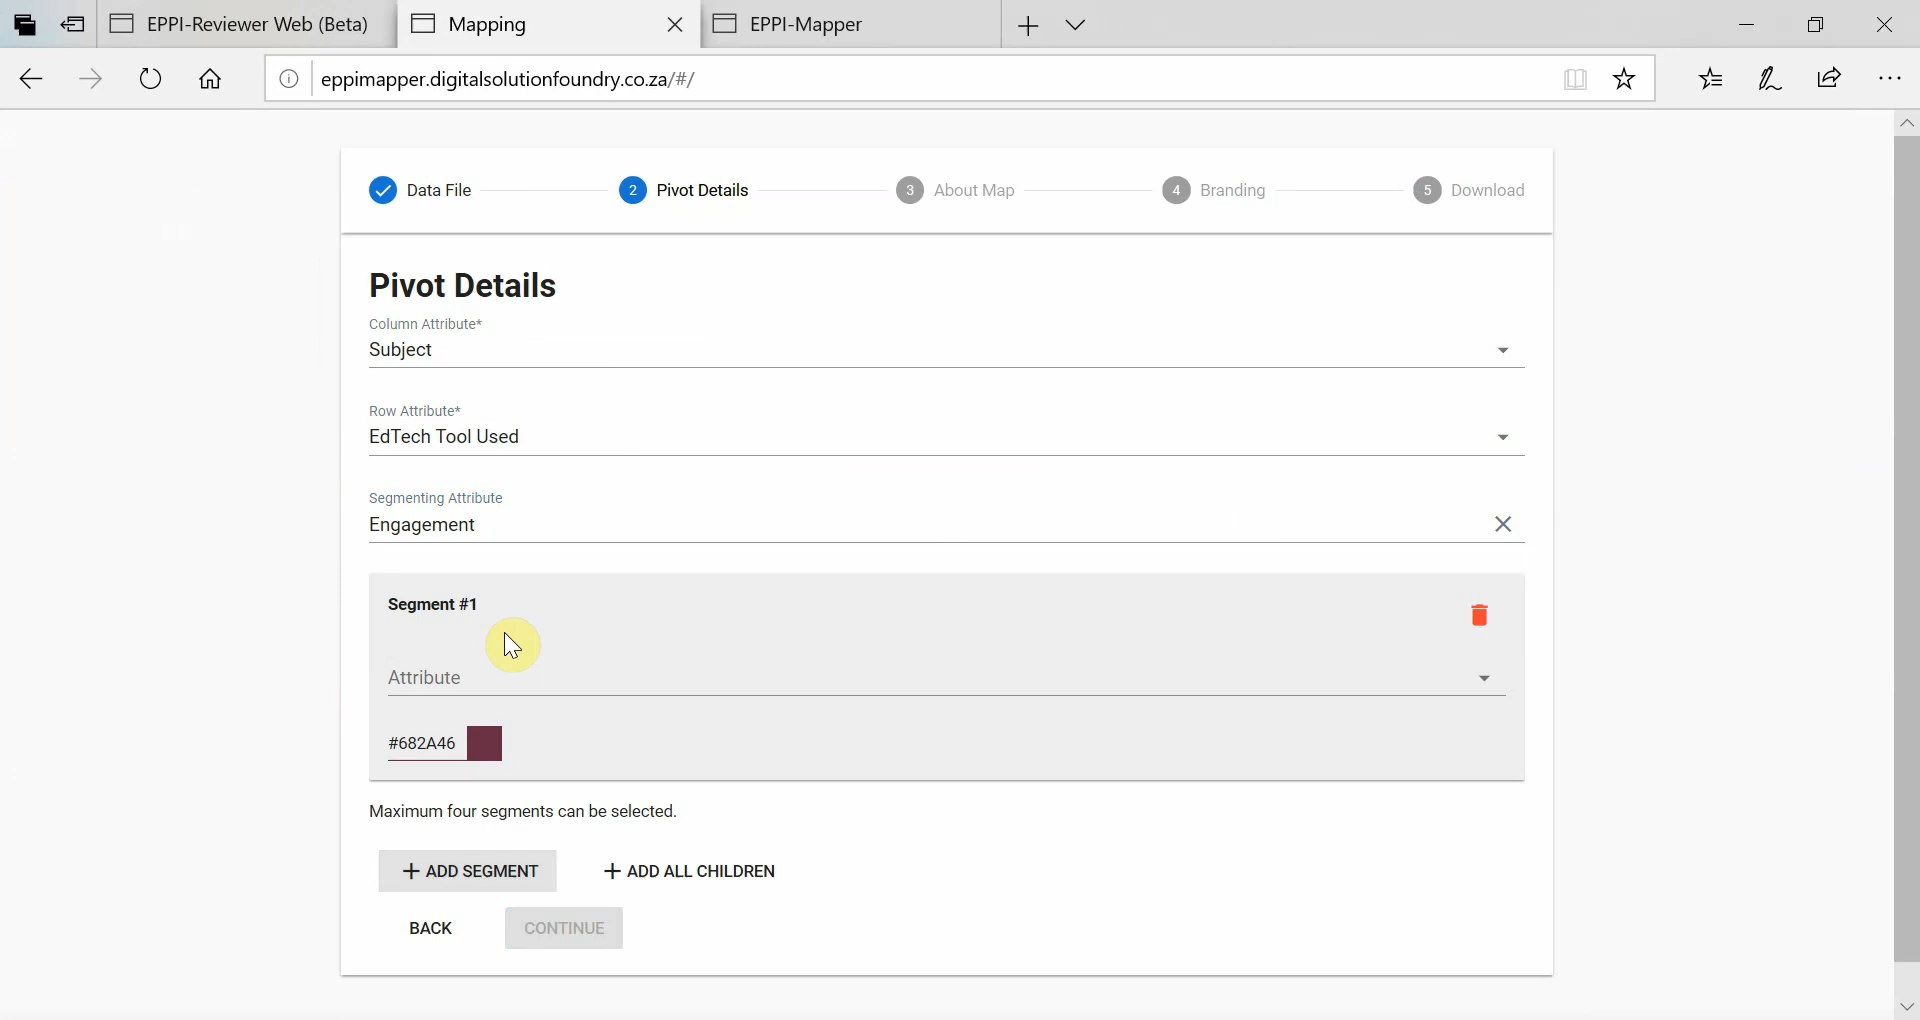 EPPI-Reviewer Web (Beta)
Mapping
EPPI-Mapper
eppimapper.digitalsolutionfoundry.co.za/#/
Data File
2 Pivot Details
3 About Map
4 Branding
5 Download
Pivot Details
Column Attribute*
Subject
Row Attribute*
EdTech Tool Used
Segmenting Attribute
Engagement
Segment #1
Attribute
#682A46
Maximum four segments can be selected.
+ ADD SEGMENT
+ ADD ALL CHILDREN
BACK
CONTINUE